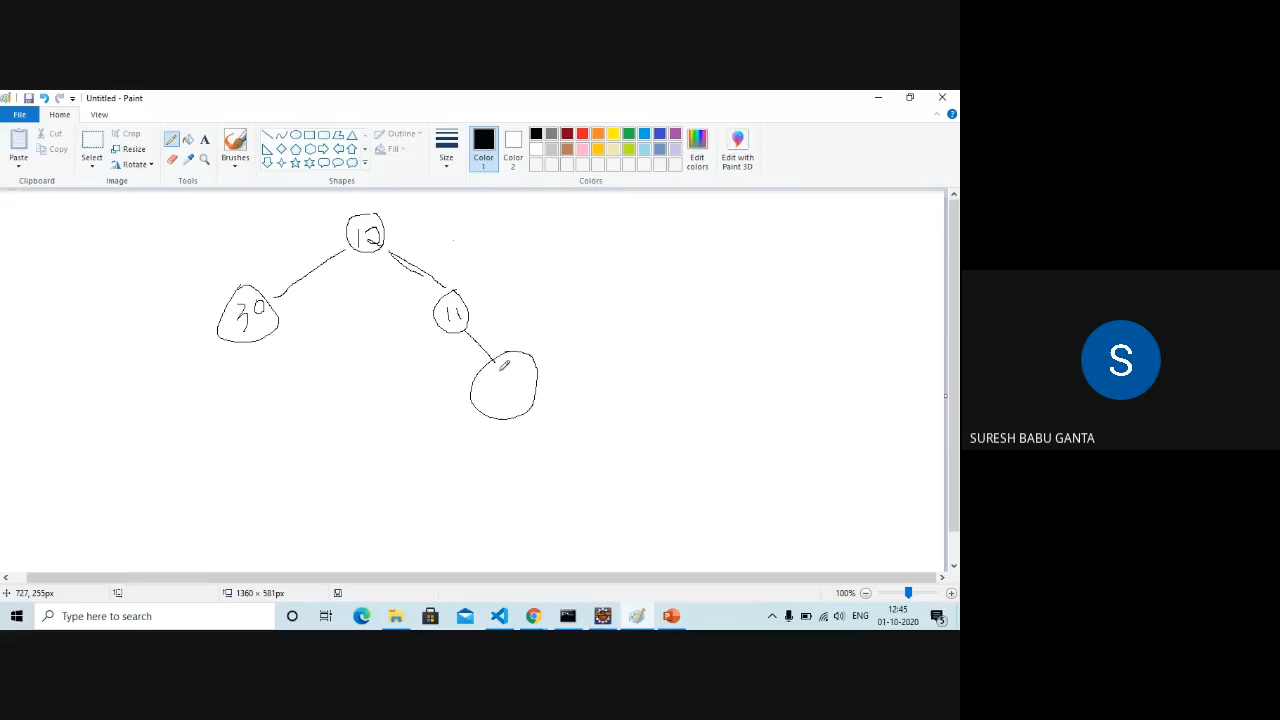 Untitled - Paint
File Home View
Cut Crop Outline
Paste Copy Select Resize Rotate Brushes Fill Size Color 1 Color 2 Edit colors Edit with Paint 3D
Clipboard Image Tools Shapes Colors
12
30 11
S
SURESH BABU GANTA
727, 255px 1360 × 581px 100%
Type here to search ENG 12:45
01-10-2020 5